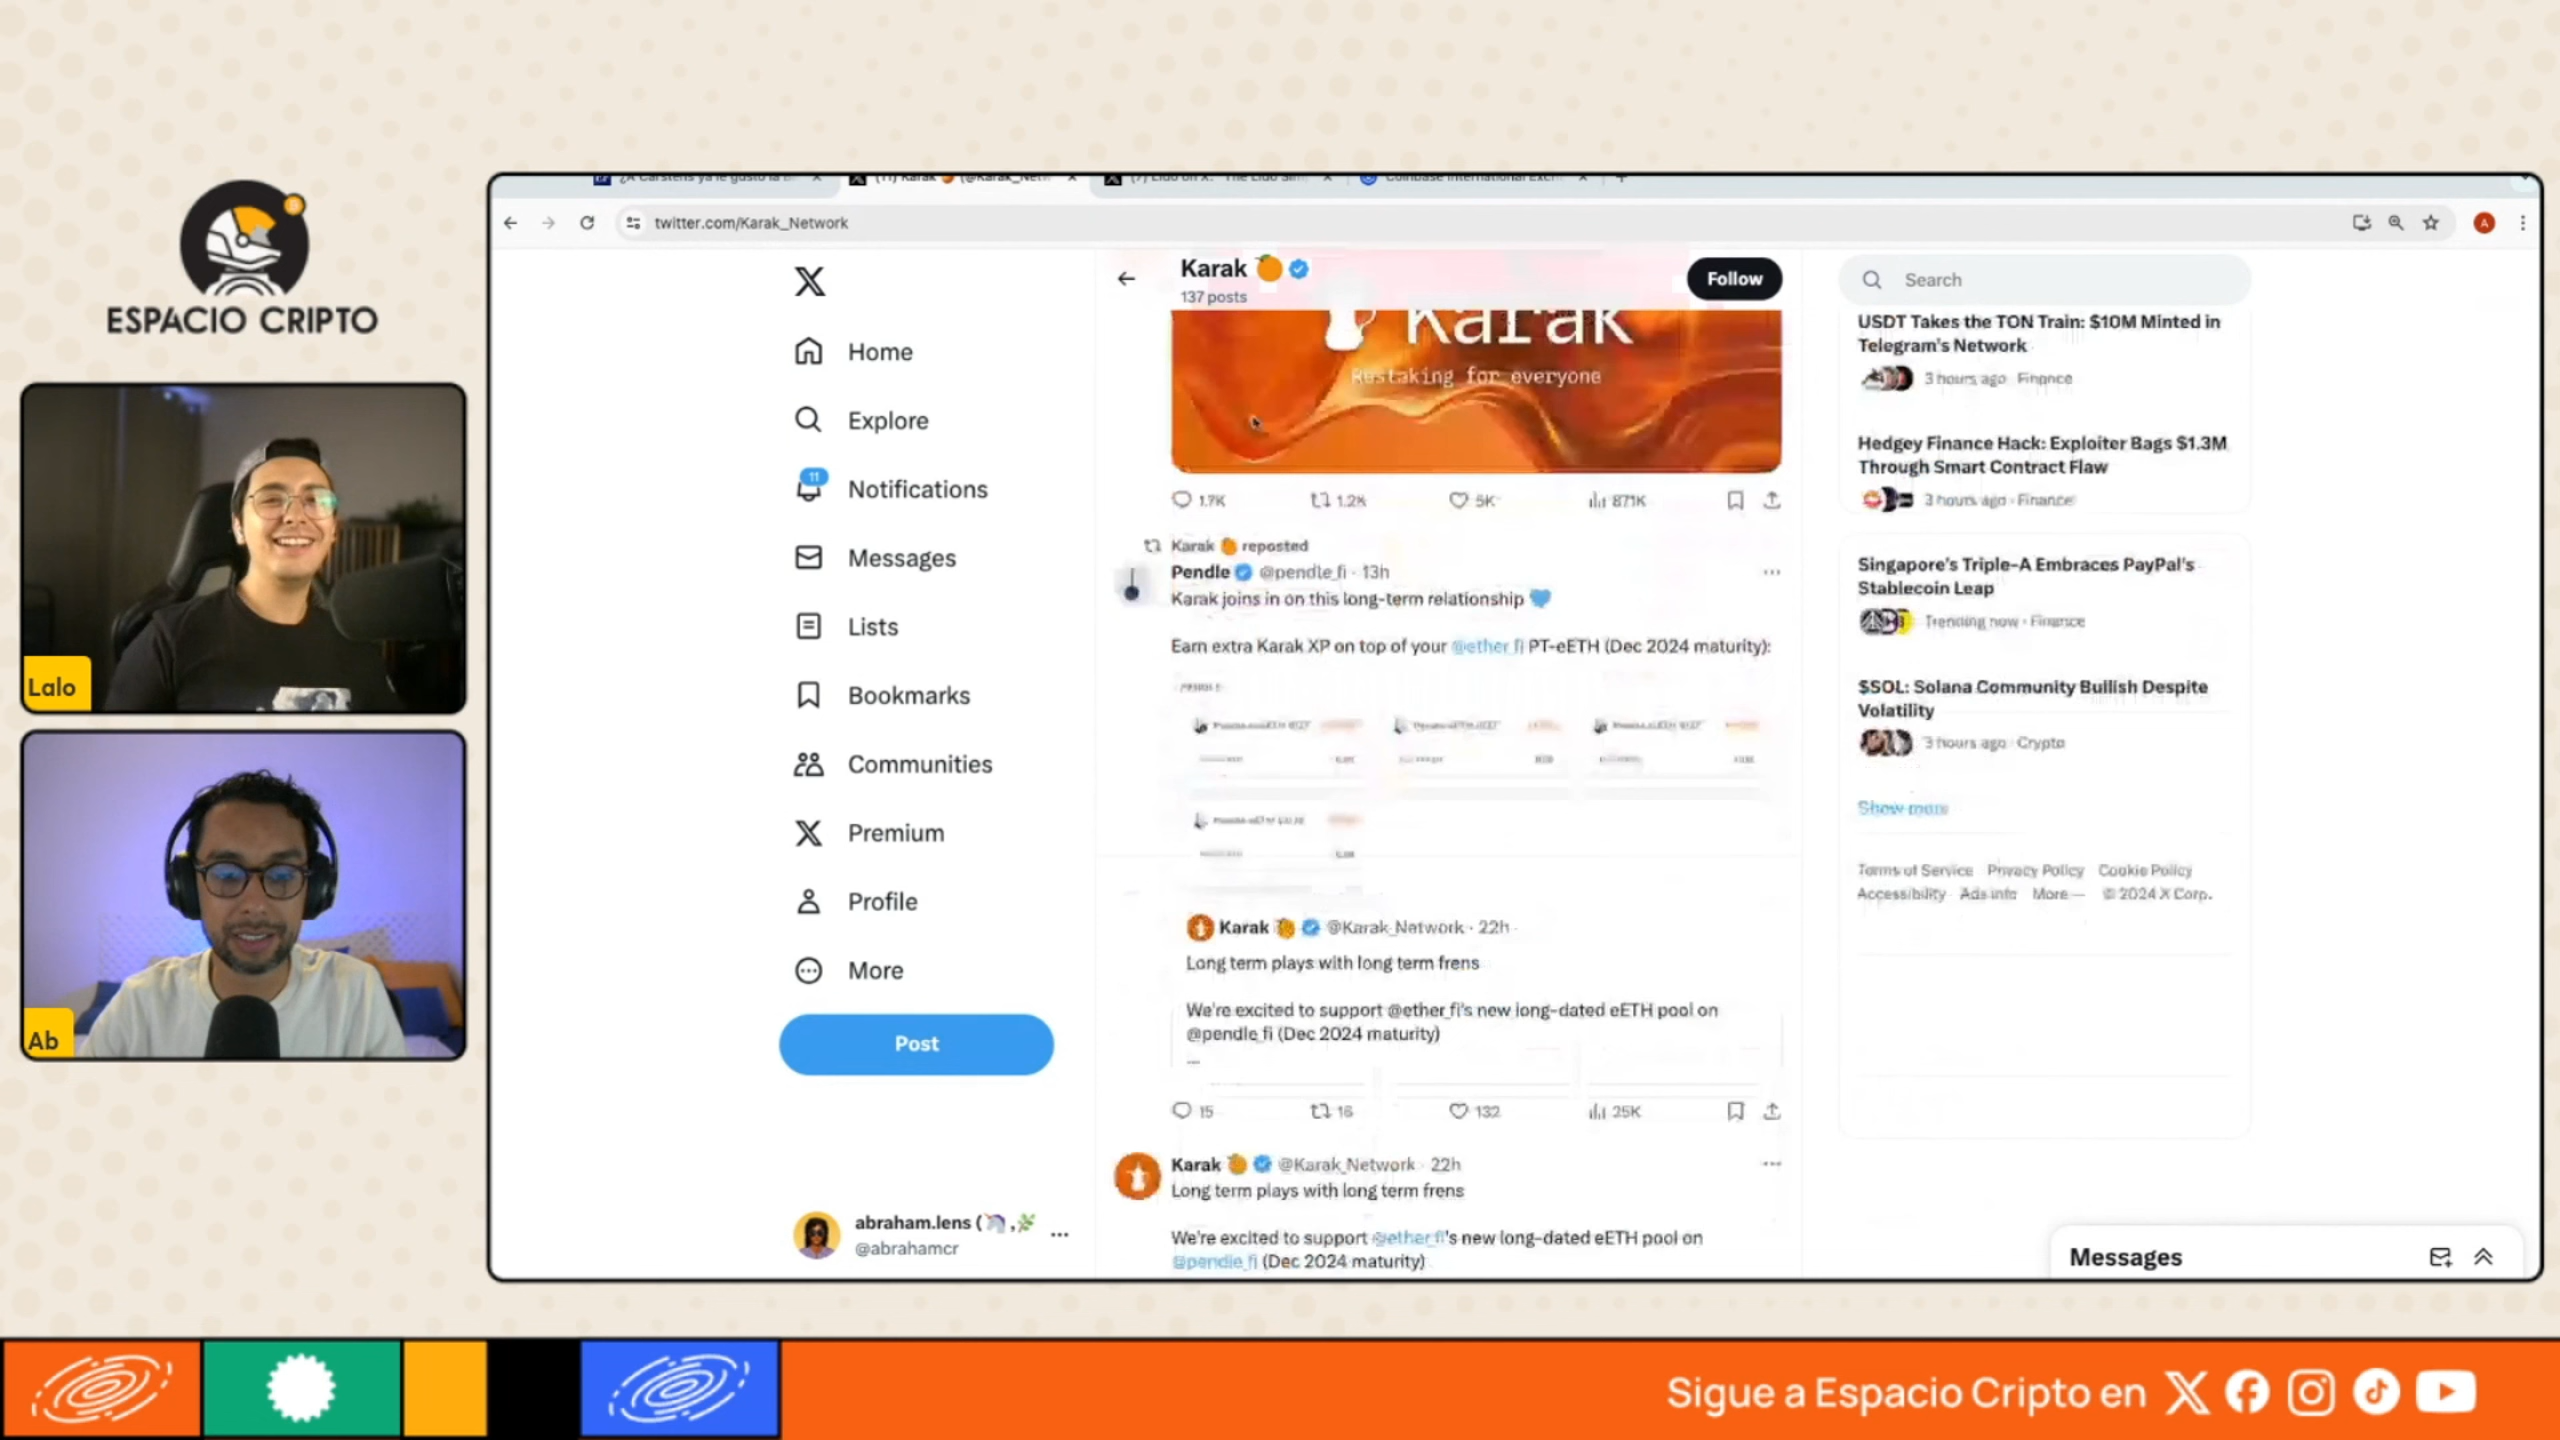 ESPACIO CRIPTO
Lalo
Ab
twitter.com/Karak_Network
Home
Explore
11
Notifications
Messages
Lists
Bookmarks
Communities
Premium
Profile
More
Post
abraham.lens (
@abrahamcr
Karak
137 posts
Follow
Karak
Restaking for everyone
1.7K 1.2K 5K 871K
Karak reposted
Pendle @pendle_fi · 13h
Karak joins in on this long-term relationship
Earn extra Karak XP on top of your @ether_fi PT-eETH (Dec 2024 maturity):
Karak @Karak_Network · 22h
Long term plays with long term frens
We're excited to support @ether_fi's new long-dated eETH pool on
@pendle_fi (Dec 2024 maturity)
...
15 16 132 25K
Karak @Karak_Network · 22h
Long term plays with long term frens
We're excited to support @ether_fi's new long-dated eETH pool on
@pendle_fi (Dec 2024 maturity)
Search
USDT Takes the TON Train: $10M Minted in
Telegram's Network
3 hours ago · Finance
Hedgey Finance Hack: Exploiter Bags $1.3M
Through Smart Contract Flaw
3 hours ago · Finance
Singapore's Triple-A Embraces PayPal's
Stablecoin Leap
Trending now · Finance
$SOL: Solana Community Bullish Despite
Volatility
3 hours ago · Crypto
Show more
Terms of Service Privacy Policy Cookie Policy
Accessibility Ads info More ... © 2024 X Corp.
Messages
Sigue a Espacio Cripto en